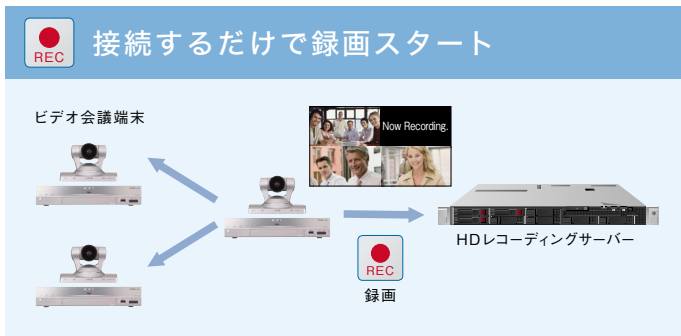 REC
接続するだけで録画スタート
ビデオ会議端末
Now Recording.
HDレコーディングサーバー
REC
録画